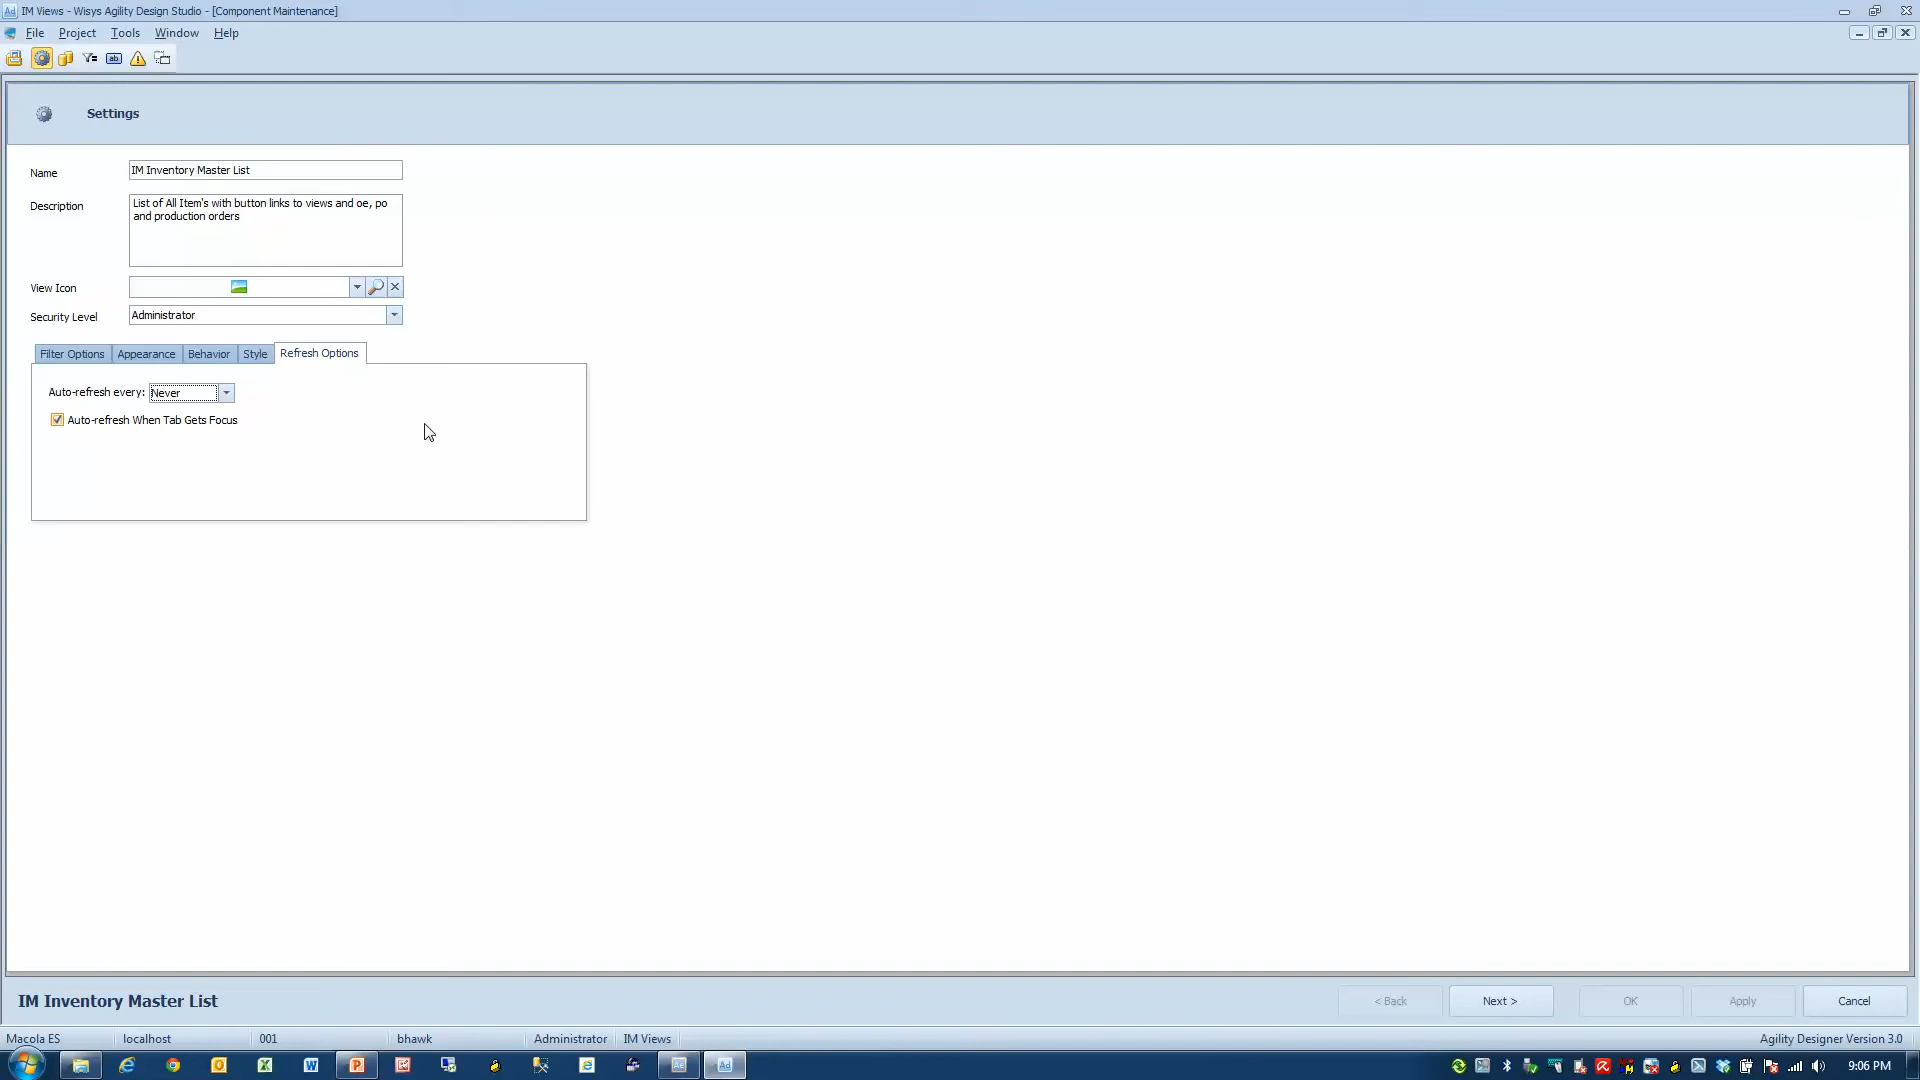 IM Views - Wisys Agility Design Studio - [Component Maintenance]
File Project Tools Window Help
Settings
Name IM Inventory Master List
Description List of All Item's with button links to views and oe, po
and production orders
View Icon
Security Level Administrator
Filter Options Appearance Behavior Style Refresh Options
Auto-refresh every: Never
Auto-refresh When Tab Gets Focus
IM Inventory Master List < Back Next > OK Apply Cancel
Macola ES localhost 001 bhawk Administrator IM Views Agility Designer Version 3.0
9:06 PM